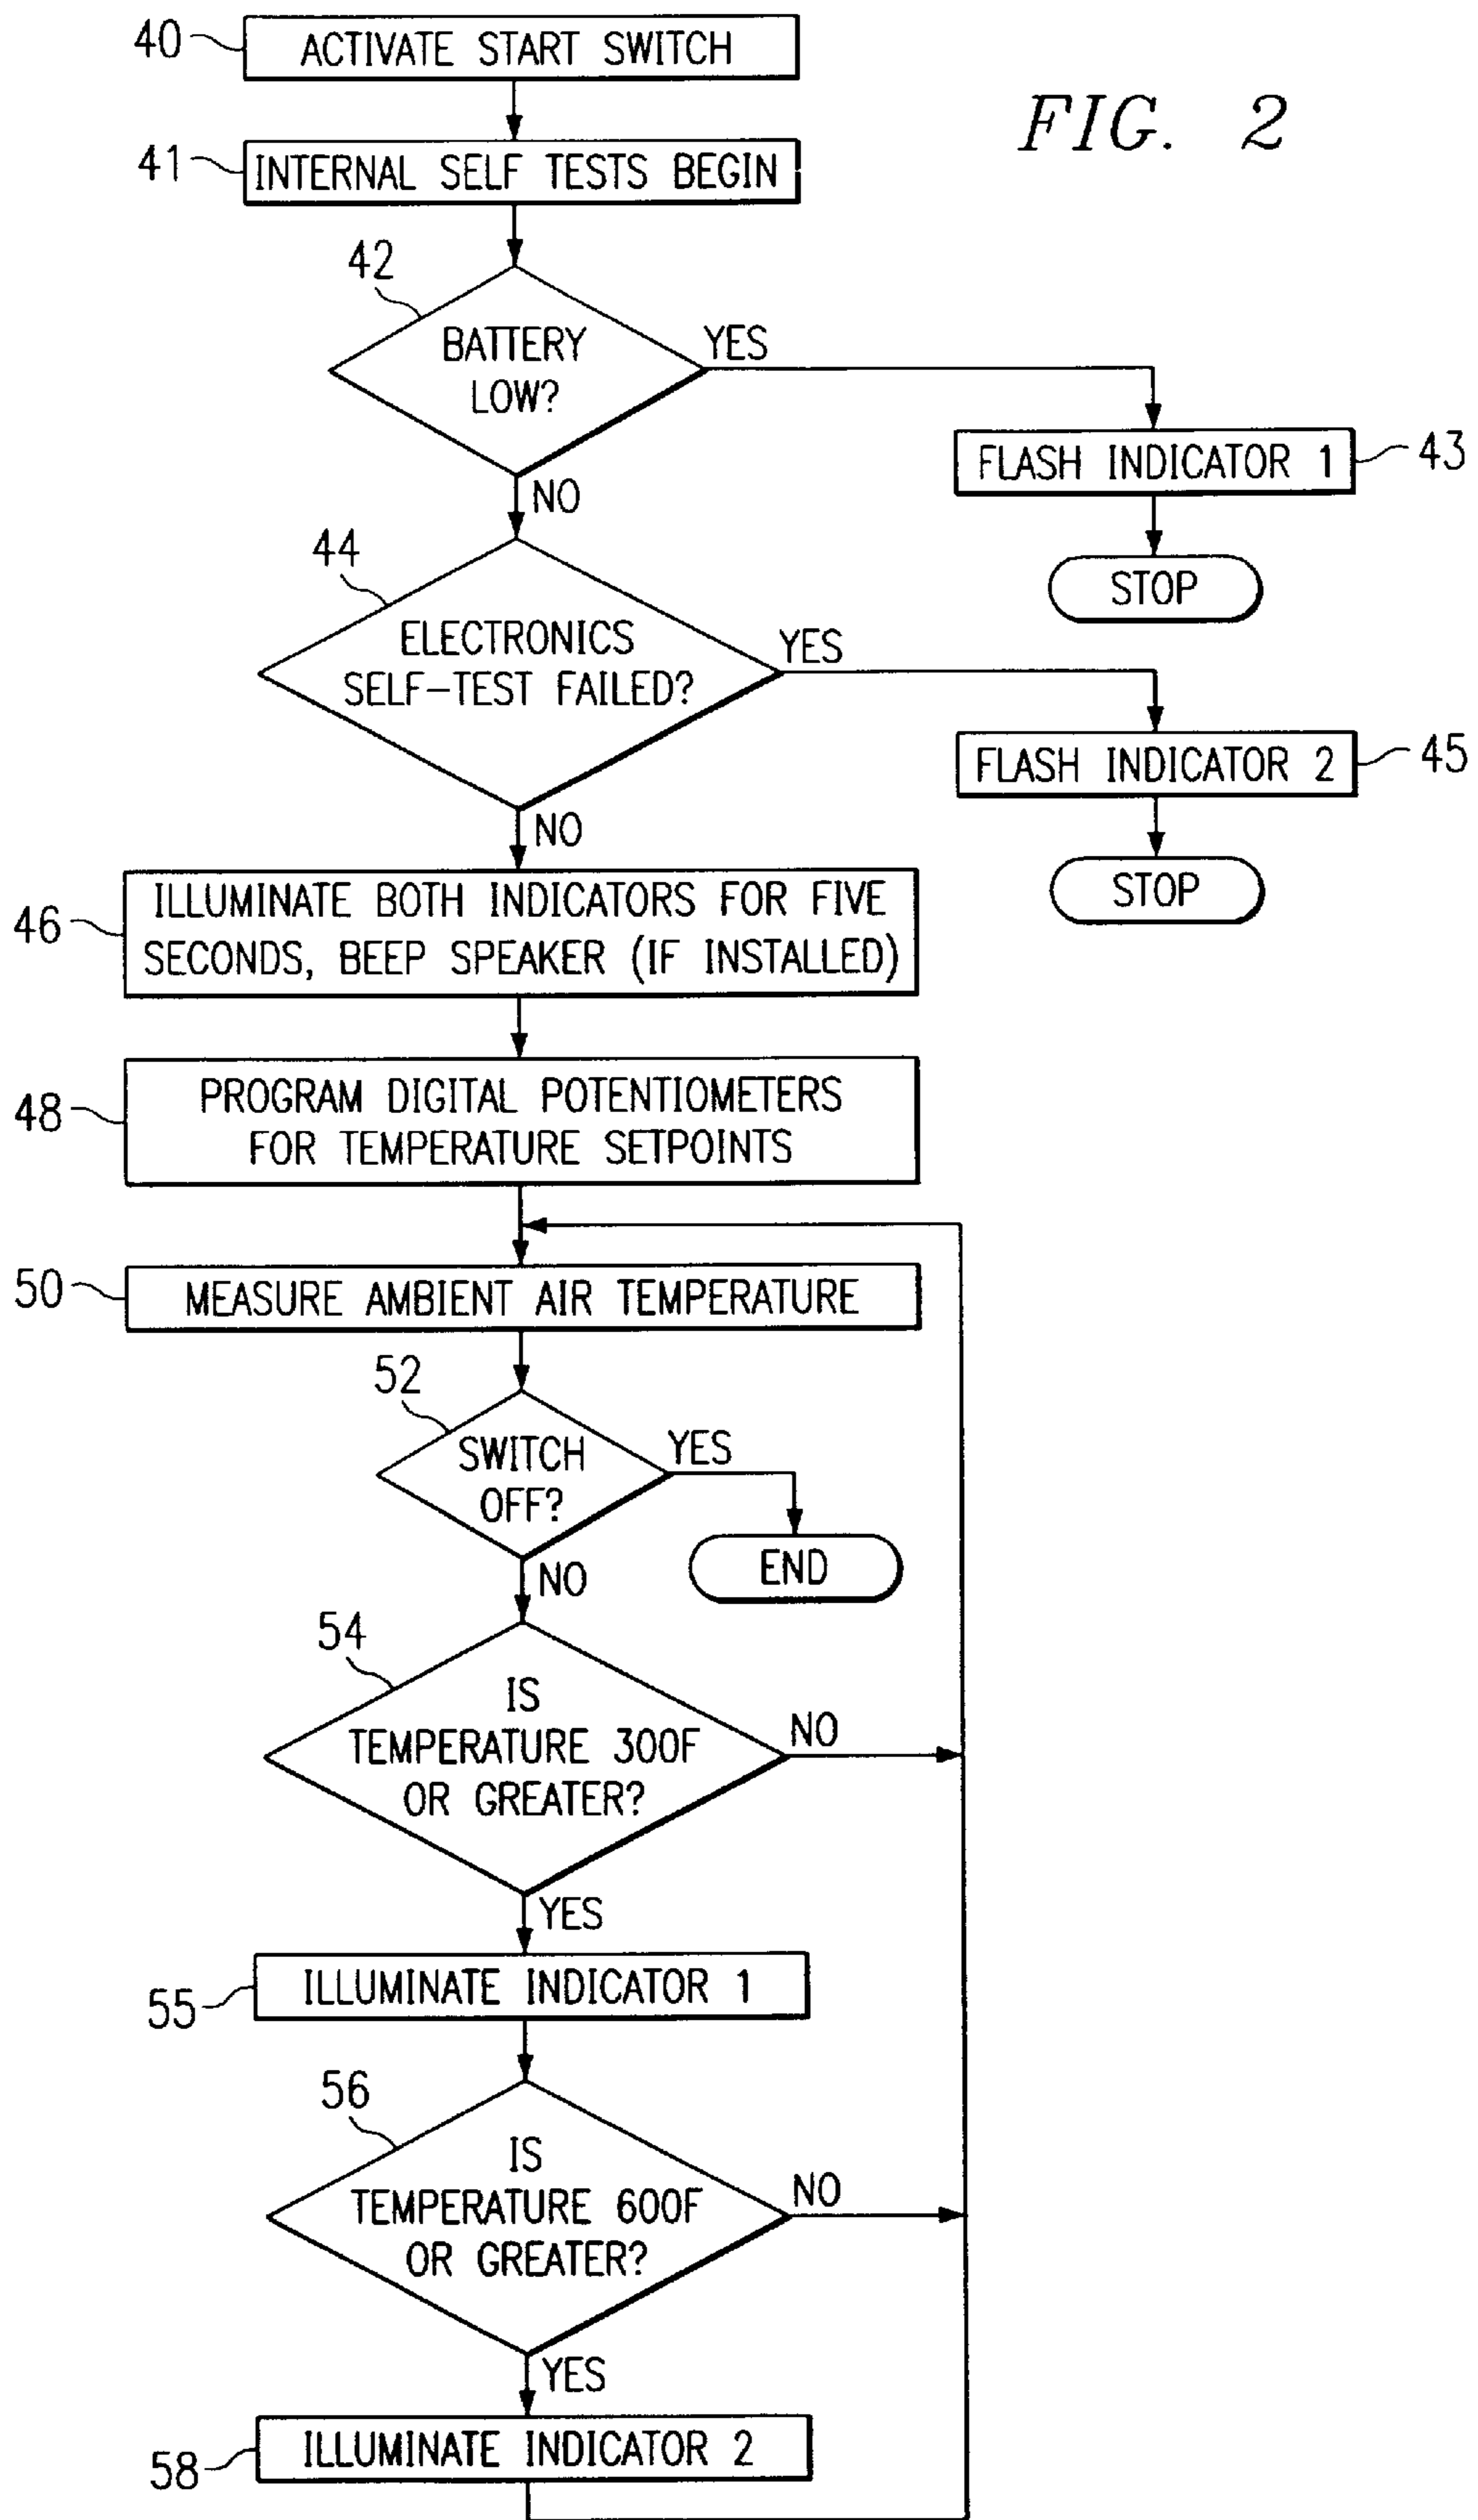 FIG. 2
40
ACTIVATE START SWITCH
41
INTERNAL SELF TESTS BEGIN
42
BATTERY
LOW?
YES
NO
FLASH INDICATOR 1
43
STOP
44
ELECTRONICS
SELF-TEST FAILED?
YES
NO
FLASH INDICATOR 2
45
STOP
46
ILLUMINATE BOTH INDICATORS FOR FIVE
SECONDS, BEEP SPEAKER (IF INSTALLED)
48
PROGRAM DIGITAL POTENTIOMETERS
FOR TEMPERATURE SETPOINTS
50
MEASURE AMBIENT AIR TEMPERATURE
52
SWITCH
OFF?
YES
END
NO
54
IS
TEMPERATURE 300F
OR GREATER?
NO
YES
55
ILLUMINATE INDICATOR 1
56
IS
TEMPERATURE 600F
OR GREATER?
NO
YES
58
ILLUMINATE INDICATOR 2